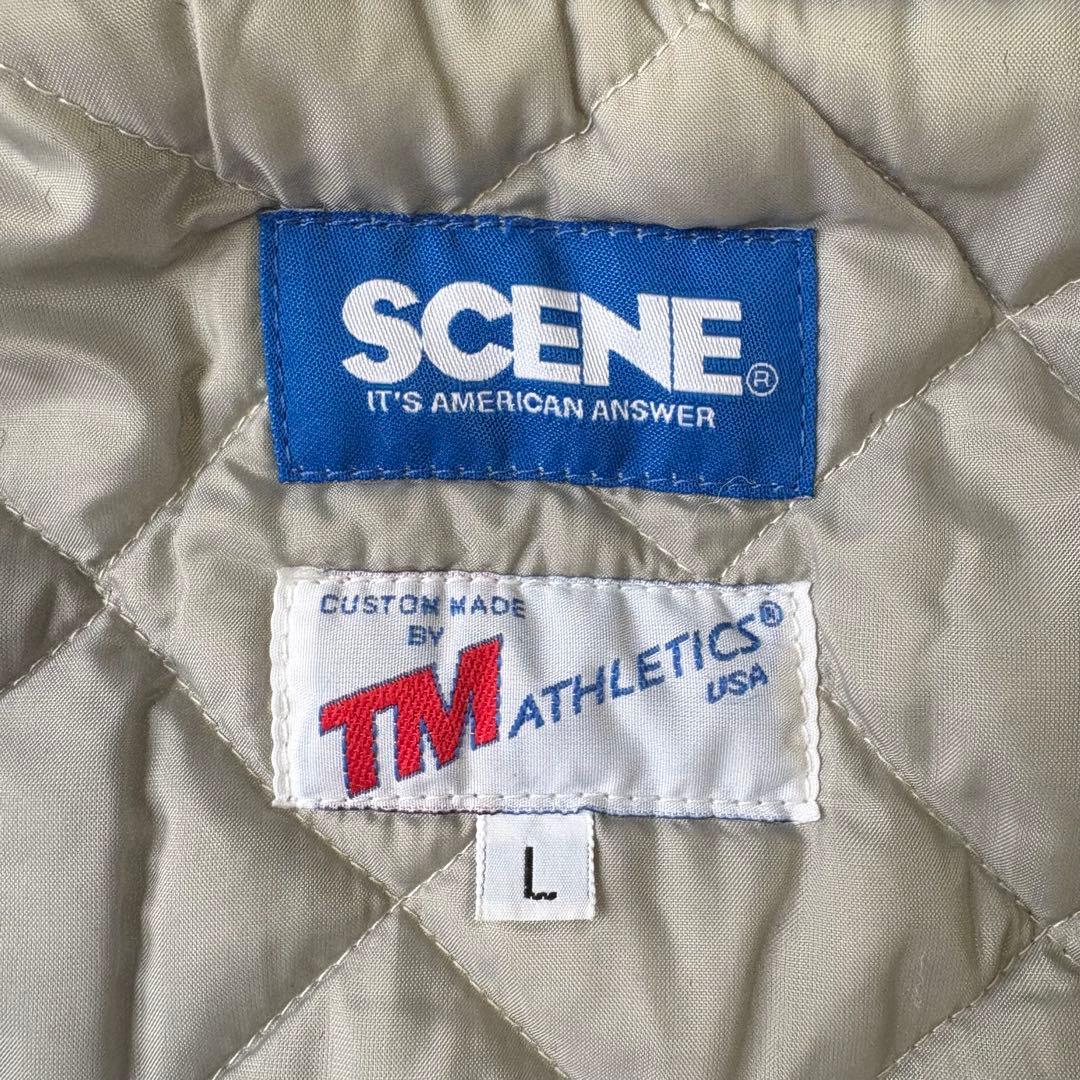 SCENE®
IT'S AMERICAN ANSWER
CUSTOM MADE
BY
TM ATHLETICS®
USA
L